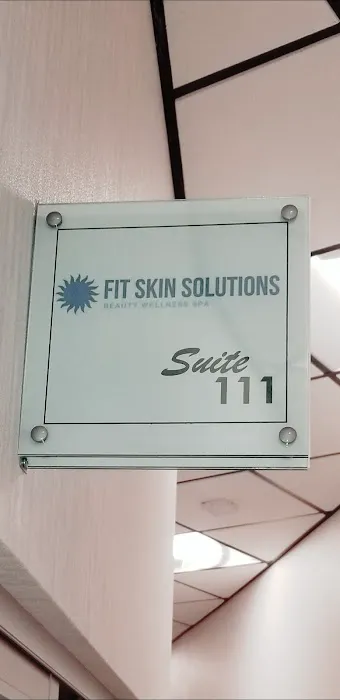 FIT SKIN SOLUTIONS
BEAUTY WELLNESS SPA
Suite
111